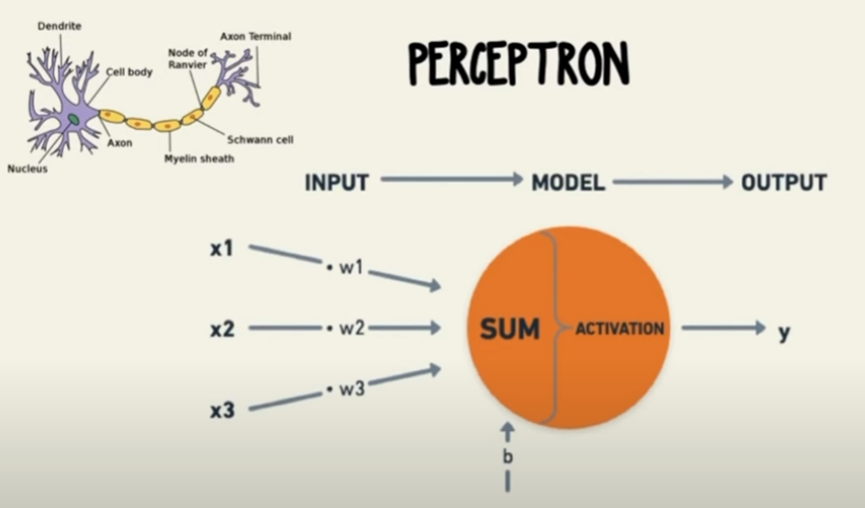 Dendrite
Axon Terminal
Node of
Ranvier
Cell body
Axon
Schwann cell
Myelin sheath
Nucleus
PERCEPTRON
INPUT MODEL OUTPUT
x1 • w1
x2 • w2 SUM ACTIVATION y
x3 • w3
b